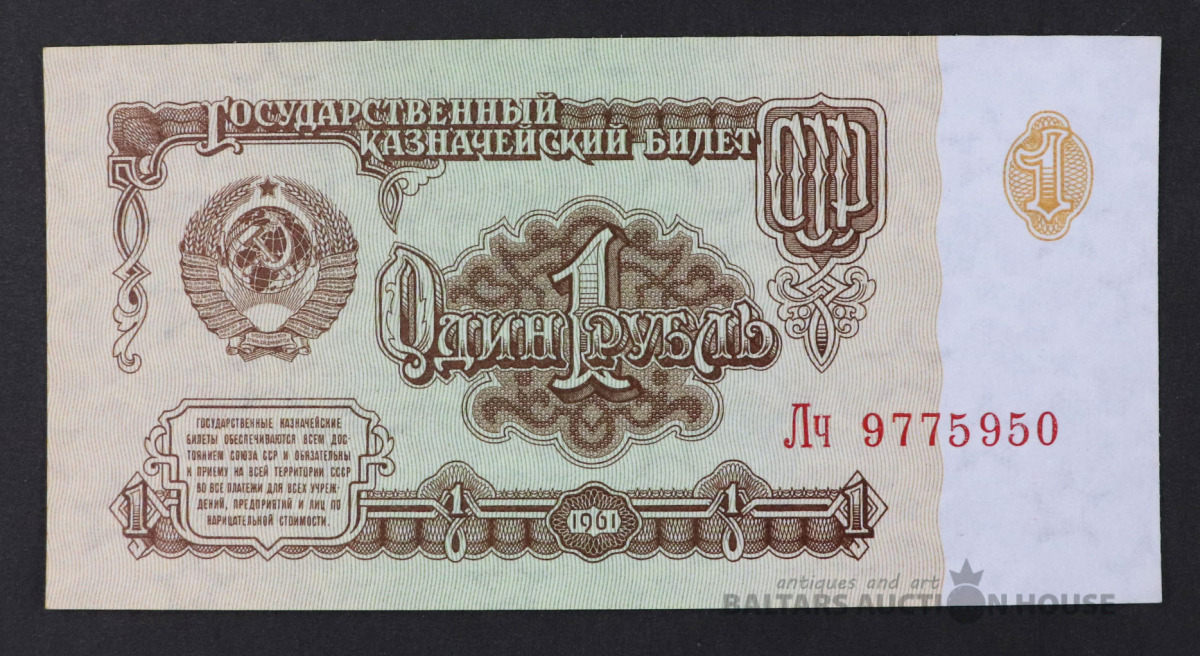 Государственный
казначейский билет
СССР
1
Один 1 рубль
Лч 9775950
ГОСУДАРСТВЕННЫЕ КАЗНАЧЕЙСКИЕ
БИЛЕТЫ ОБЕСПЕЧИВАЮТСЯ ВСЕМ ДОС-
ТОЯНИЕМ СОЮЗА ССР И ОБЯЗАТЕЛЬНЫ
К ПРИЕМУ НА ВСЕЙ ТЕРРИТОРИИ СССР
ВО ВСЕ ПЛАТЕЖИ ДЛЯ ВСЕХ УЧРЕЖ-
ДЕНИЙ, ПРЕДПРИЯТИЙ И ЛИЦ ПО
НАРИЦАТЕЛЬНОЙ СТОИМОСТИ.
1 1 1961 1 1
antiques and art
BALTARS AUCTION HOUSE